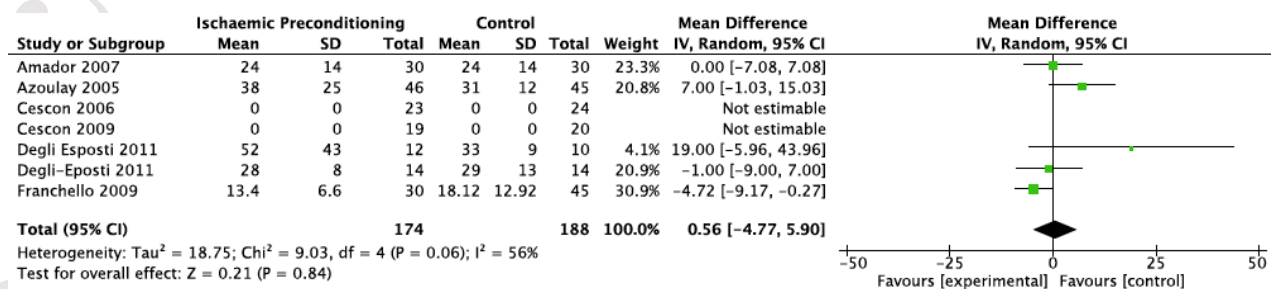 Ischaemic Preconditioning Control Mean Difference Mean Difference
Study or Subgroup Mean SD Total Mean SD Total Weight IV, Random, 95% CI IV, Random, 95% CI
Amador 2007 24 14 30 24 14 30 23.3% 0.00 [-7.08, 7.08]
Azoulay 2005 38 25 46 31 12 45 20.8% 7.00 [-1.03, 15.03]
Cescon 2006 0 0 23 0 0 24 Not estimable
Cescon 2009 0 0 19 0 0 20 Not estimable
Degli Esposti 2011 52 43 12 33 9 10 4.1% 19.00 [-5.96, 43.96]
Degli-Eposti 2011 28 8 14 29 13 14 20.9% -1.00 [-9.00, 7.00]
Franchello 2009 13.4 6.6 30 18.12 12.92 45 30.9% -4.72 [-9.17, -0.27]
Total (95% CI) 174 188 100.0% 0.56 [-4.77, 5.90]
Heterogeneity: Tau² = 18.75; Chi² = 9.03, df = 4 (P = 0.06); I² = 56%
Test for overall effect: Z = 0.21 (P = 0.84)
-50 -25 0 25 50
Favours [experimental] Favours [control]